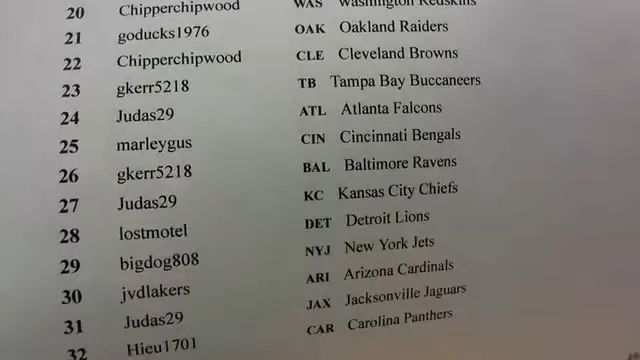 20 Chipperchipwood WAS Washington Redskins
21 goducks1976 OAK Oakland Raiders
22 Chipperchipwood CLE Cleveland Browns
23 gkerr5218 TB Tampa Bay Buccaneers
24 Judas29 ATL Atlanta Falcons
25 marleygus CIN Cincinnati Bengals
26 gkerr5218 BAL Baltimore Ravens
27 Judas29 KC Kansas City Chiefs
28 lostmotel DET Detroit Lions
29 bigdog808 NYJ New York Jets
30 jvdlakers ARI Arizona Cardinals
31 Judas29 JAX Jacksonville Jaguars
32 Hieu1701 CAR Carolina Panthers